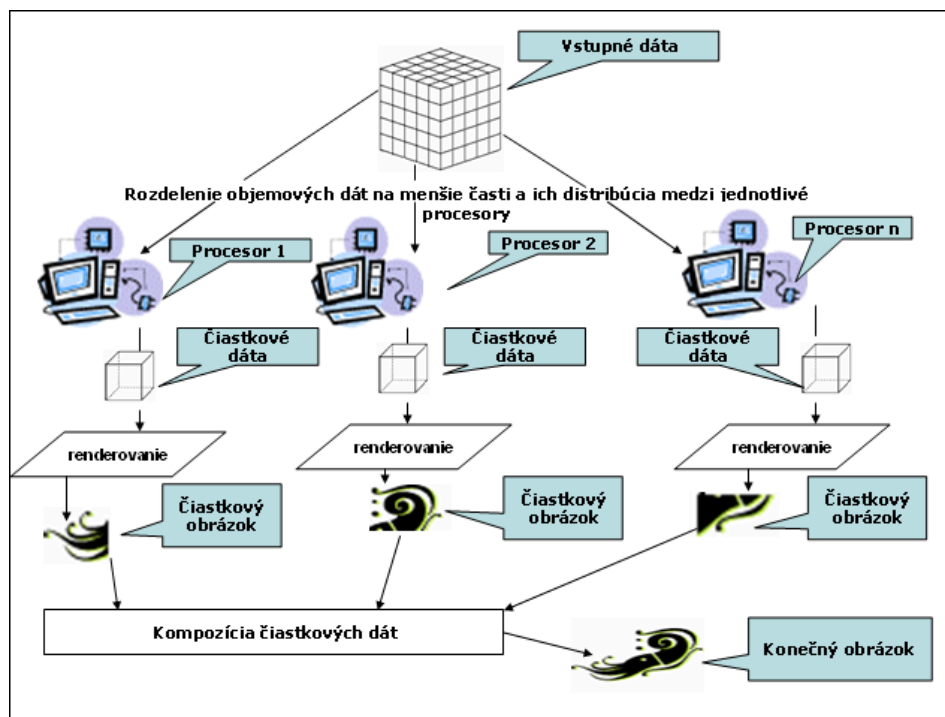 Vstupné dáta
Rozdelenie objemových dát na menšie časti a ich distribúcia medzi jednotlivé
procesory
Procesor 1
Procesor 2
Procesor n
Čiastkové
dáta
Čiastkové
dáta
Čiastkové
dáta
renderovanie
renderovanie
renderovanie
Čiastkový
obrázok
Čiastkový
obrázok
Čiastkový
obrázok
Kompozícia čiastkových dát
Konečný obrázok